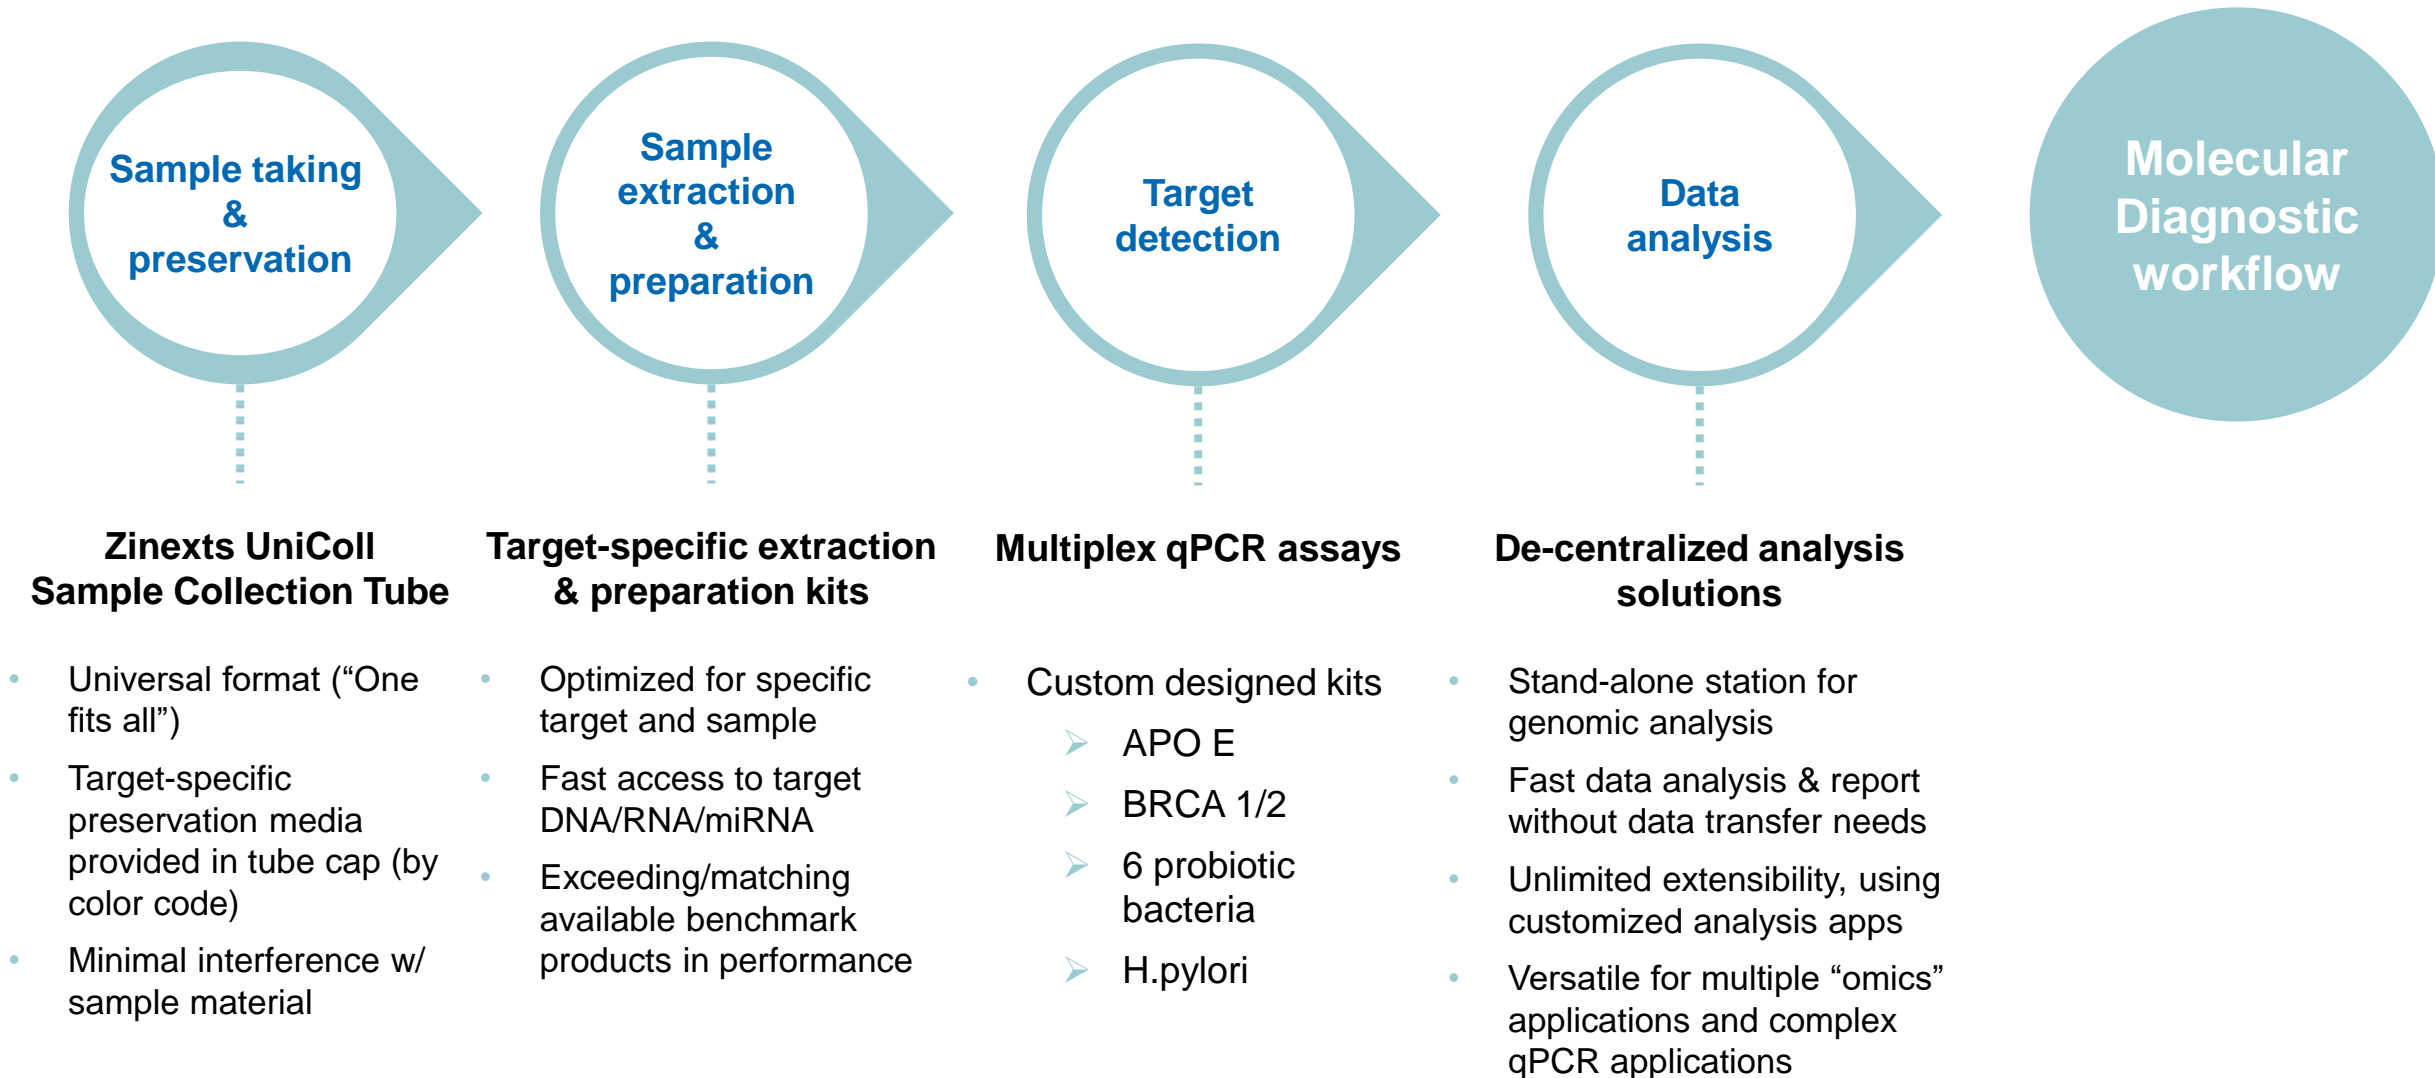 Sample taking
&
preservation
Sample
extraction
&
preparation
Target
detection
Data
analysis
Molecular
Diagnostic
workflow
Zinexts UniColl
Sample Collection Tube
• Universal format (“One
fits all”)
• Target-specific
preservation media
provided in tube cap (by
color code)
• Minimal interference w/
sample material
Target-specific extraction
& preparation kits
• Optimized for specific
target and sample
• Fast access to target
DNA/RNA/miRNA
• Exceeding/matching
available benchmark
products in performance
Multiplex qPCR assays
• Custom designed kits
➢ APO E
➢ BRCA 1/2
➢ 6 probiotic
bacteria
➢ H.pylori
De-centralized analysis
solutions
• Stand-alone station for
genomic analysis
• Fast data analysis & report
without data transfer needs
• Unlimited extensibility, using
customized analysis apps
• Versatile for multiple “omics”
applications and complex
qPCR applications